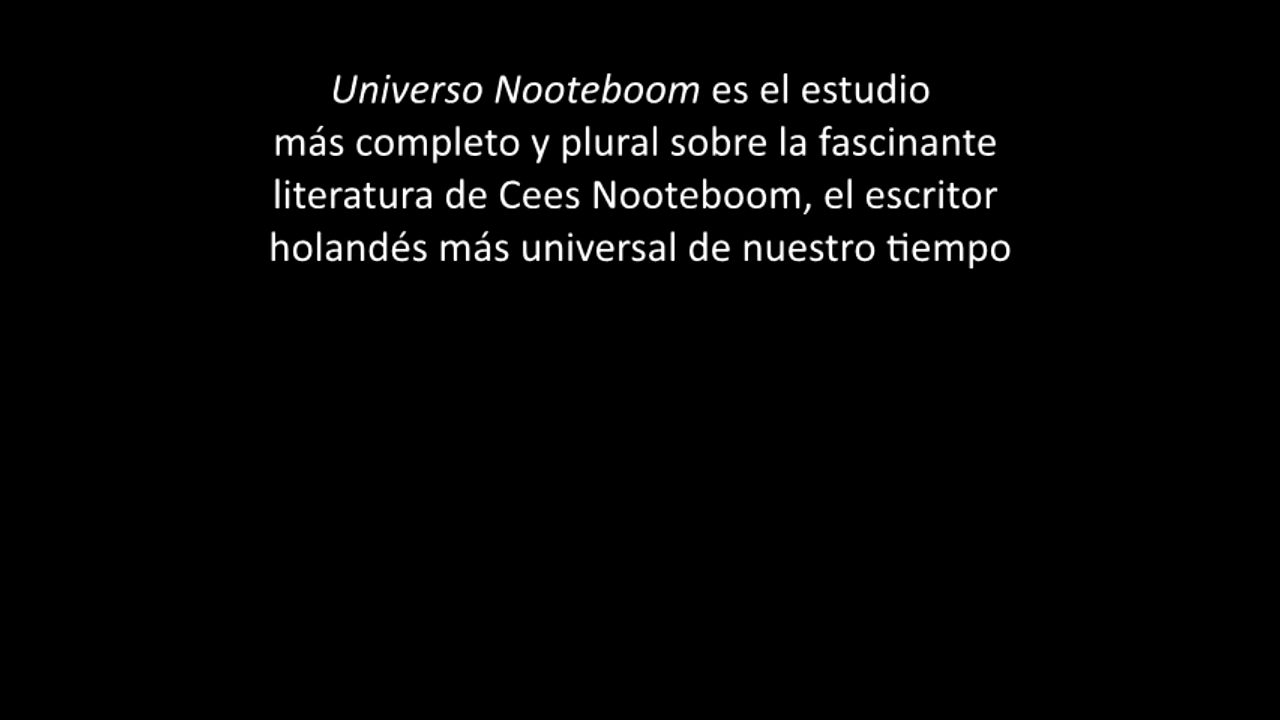 Universo Nooteboom es el estudio
más completo y plural sobre la fascinante
literatura de Cees Nooteboom, el escritor
holandés más universal de nuestro tiempo